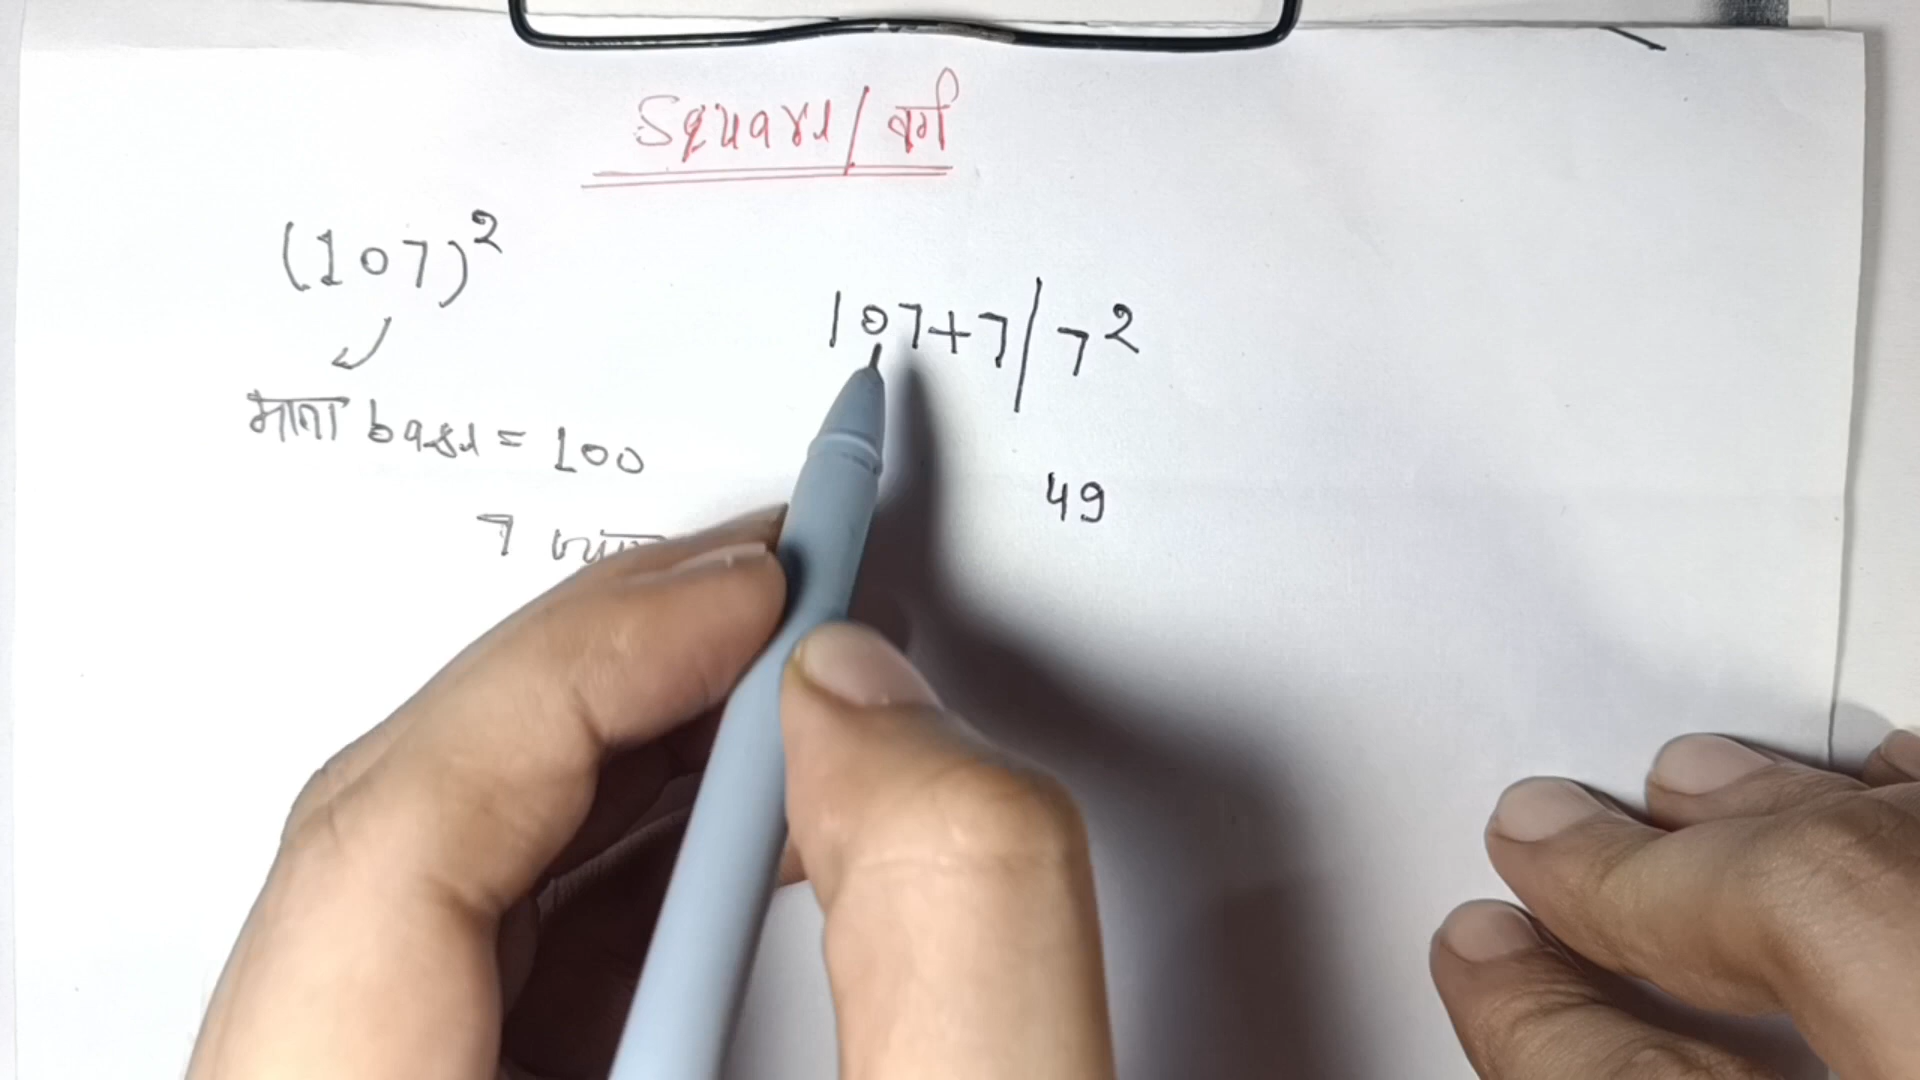 Square/वर्ग
(107)²
107+7/7²
माना base = 100
49
7